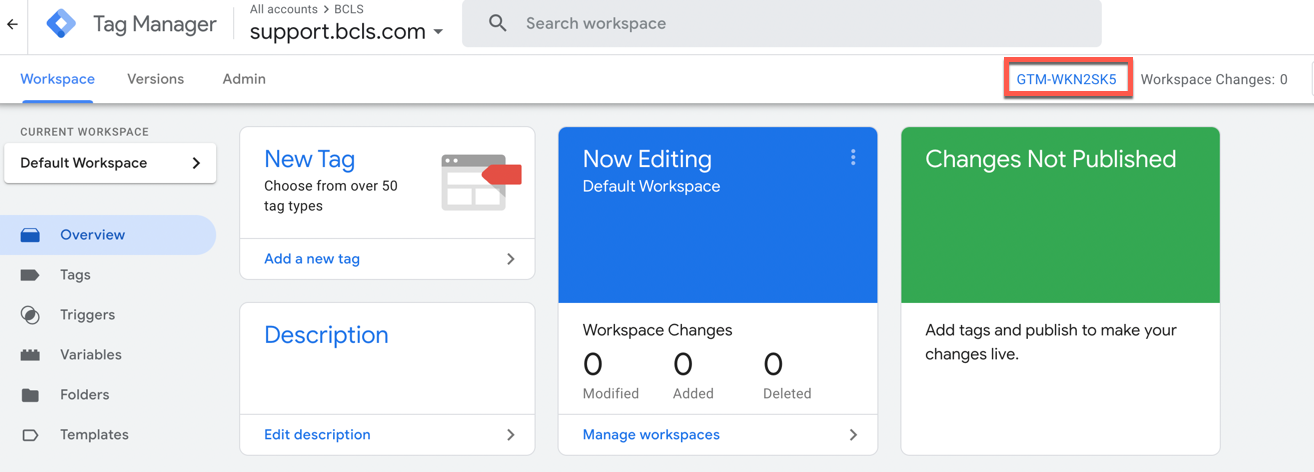 All accounts > BCLS
Tag Manager
support.bcls.com
Search workspace
Workspace
Versions
Admin
GTM-WKN2SK5
Workspace Changes: 0
CURRENT WORKSPACE
Default Workspace
Overview
Tags
Triggers
Variables
Folders
Templates
New Tag
Choose from over 50
tag types
Add a new tag
Description
Edit description
Now Editing
Default Workspace
Workspace Changes
0 0 0
Modified Added Deleted
Manage workspaces
Changes Not Published
Add tags and publish to make your
changes live.